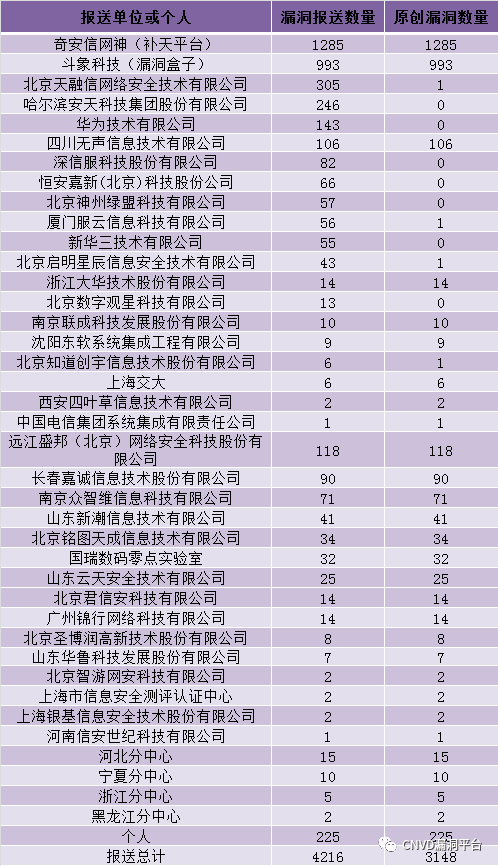 报送单位或个人 漏洞报送数量 原创漏洞数量
奇安信网神（补天平台） 1285 1285
斗象科技（漏洞盒子） 993 993
北京天融信网络安全技术有限公司 305 1
哈尔滨安天科技集团股份有限公司 246 0
华为技术有限公司 143 0
四川无声信息技术有限公司 106 106
深信服科技股份有限公司 82 0
恒安嘉新(北京)科技股份公司 66 0
北京神州绿盟科技有限公司 57 0
厦门服云信息科技有限公司 56 1
新华三技术有限公司 55 0
北京启明星辰信息安全技术有限公司 43 1
浙江大华技术股份有限公司 14 14
北京数字观星科技有限公司 13 0
南京联成科技发展股份有限公司 10 10
沈阳东软系统集成工程有限公司 9 9
北京知道创宇信息技术股份有限公司 6 1
上海交大 6 6
西安四叶草信息技术有限公司 2 2
中国电信集团系统集成有限责任公司 1 1
远江盛邦（北京）网络安全科技股份有
限公司 118 118
长春嘉诚信息技术股份有限公司 90 90
南京众智维信息科技有限公司 71 71
山东新潮信息技术有限公司 41 41
北京铭图天成信息技术有限公司 34 34
国瑞数码零点实验室 32 32
山东云天安全技术有限公司 25 25
北京君信安科技有限公司 14 14
广州锦行网络科技有限公司 14 14
北京圣博润高新技术股份有限公司 8 8
山东华鲁科技发展股份有限公司 7 7
北京智游网安科技有限公司 2 2
上海市信息安全测评认证中心 2 2
上海银基信息安全技术股份有限公司 2 2
河南信安世纪科技有限公司 1 1
河北分中心 15 15
宁夏分中心 10 10
浙江分中心 5 5
黑龙江分中心 2 2
个人 225 225
报送总计 4216 3148
CNVD漏洞平台